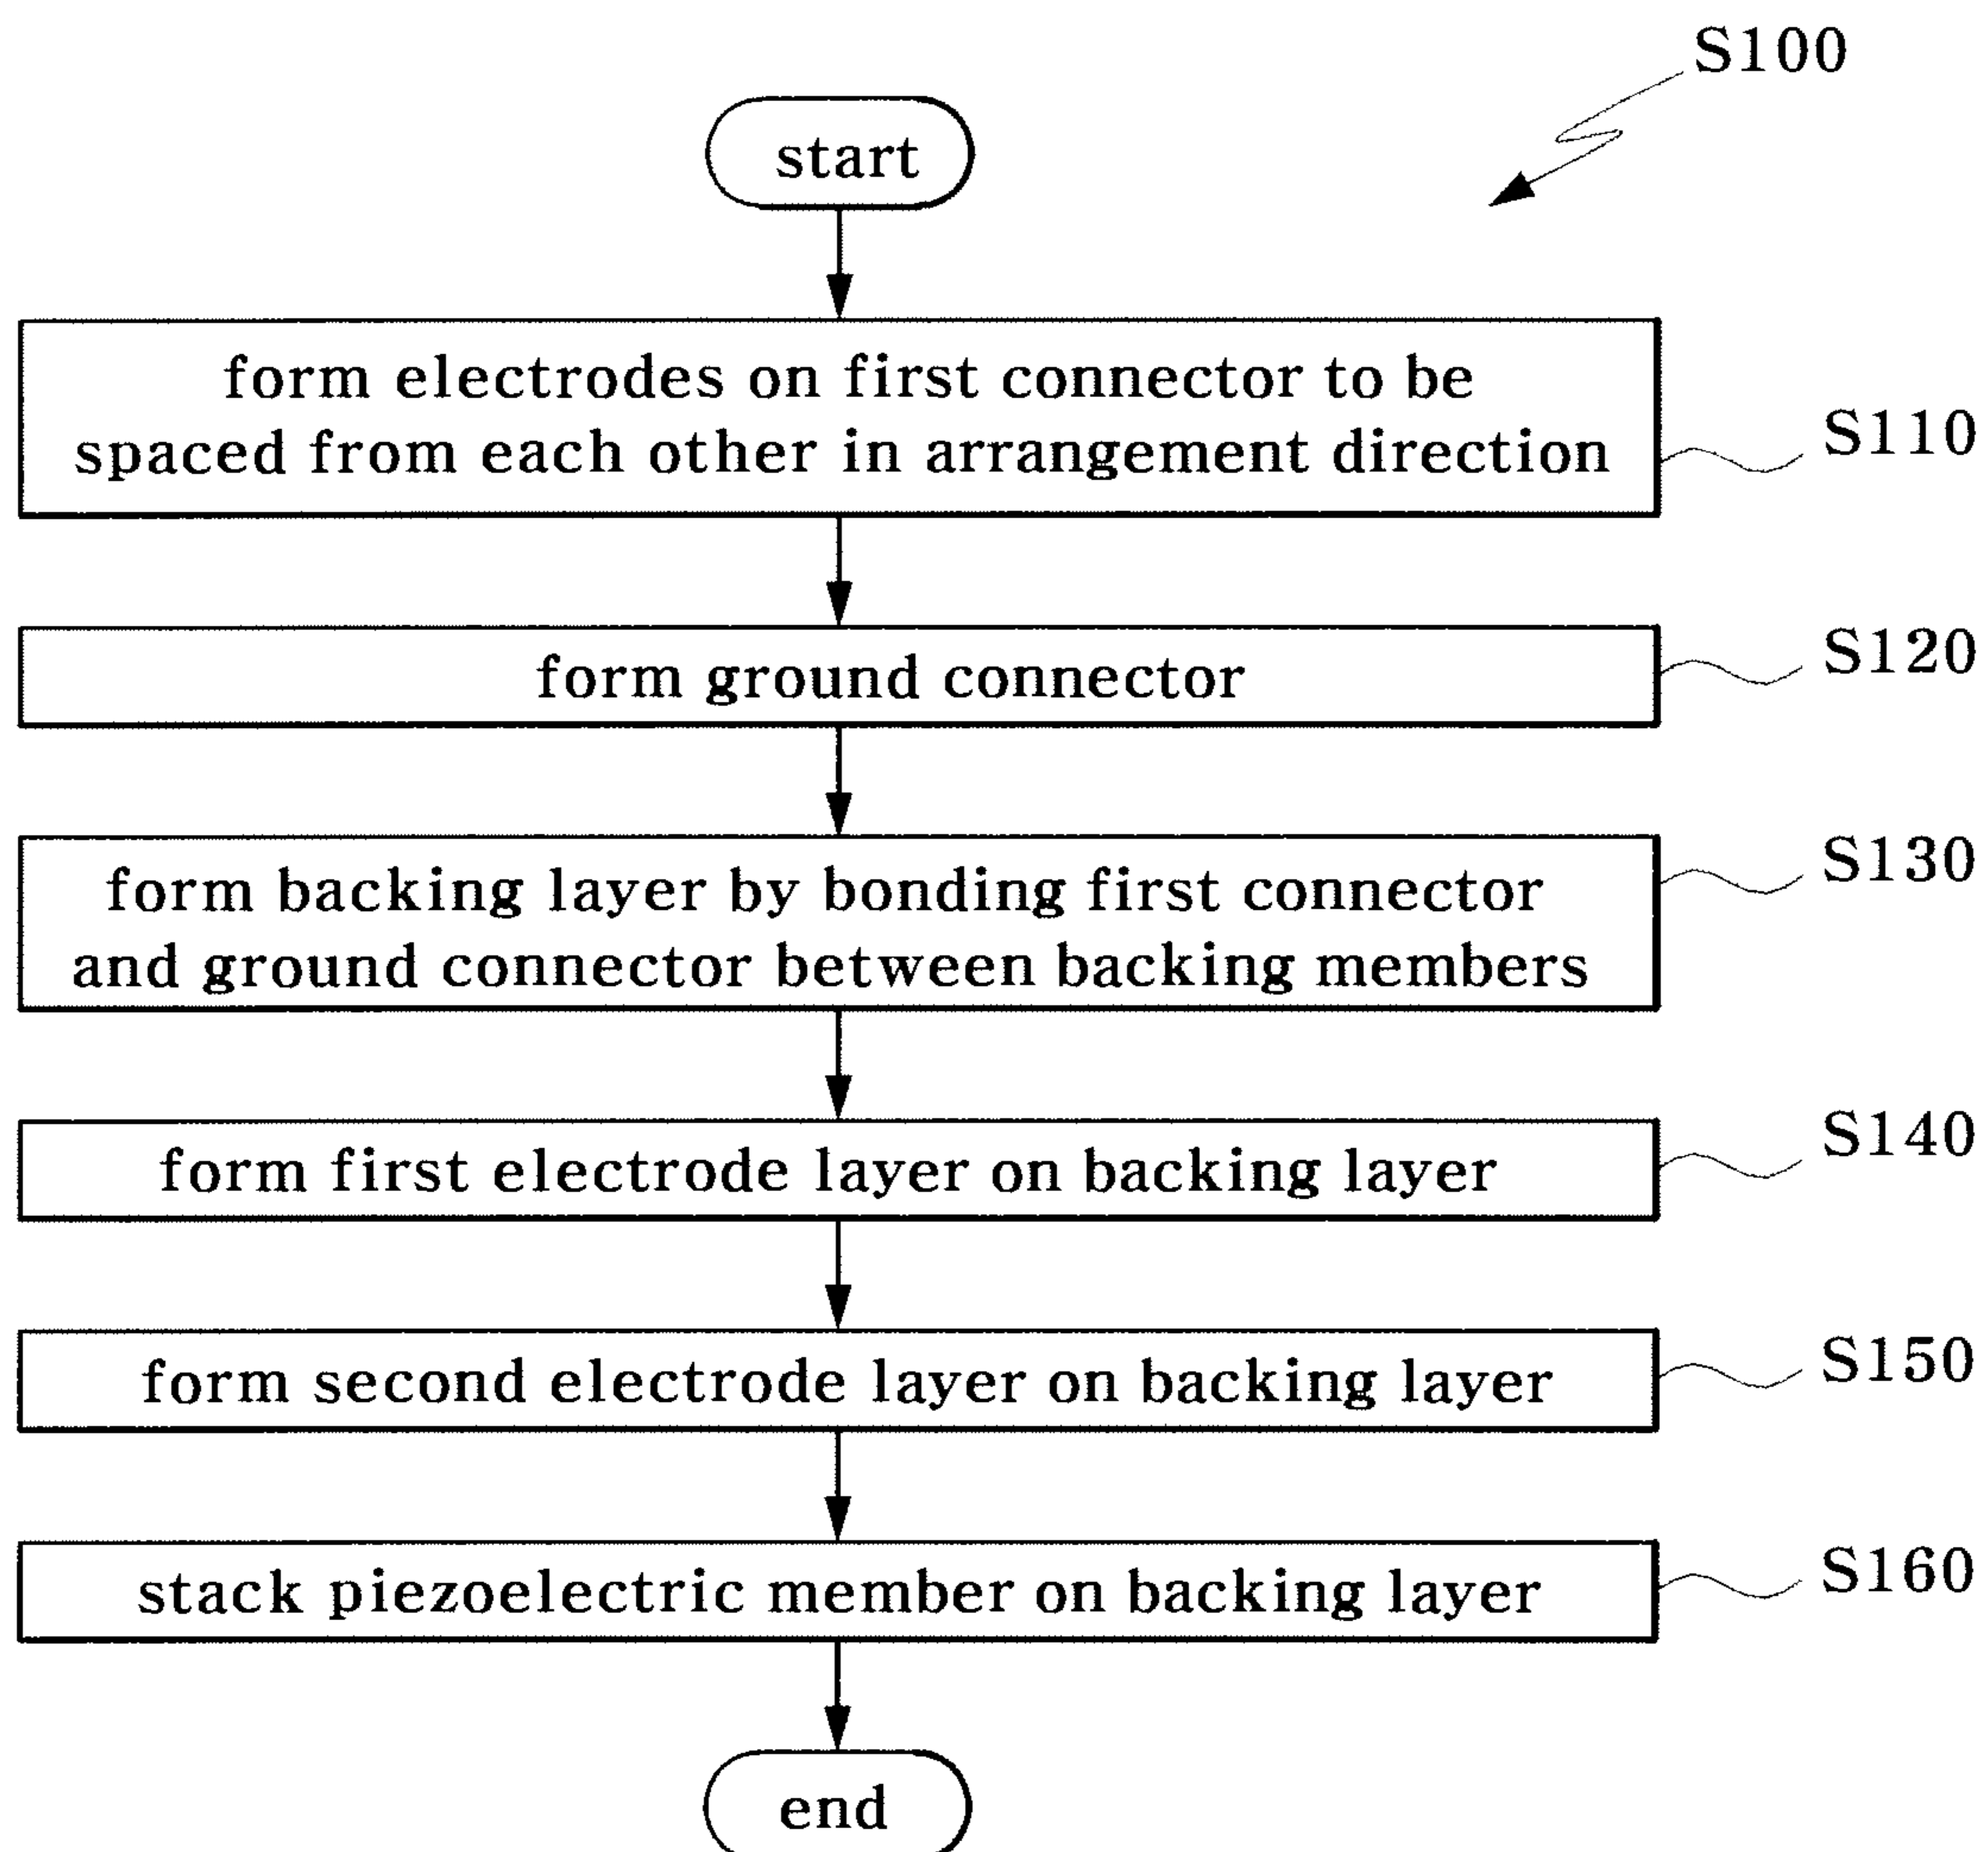 S100
start
form electrodes on first connector to be
spaced from each other in arrangement direction
S110
form ground connector
S120
form backing layer by bonding first connector
and ground connector between backing members
S130
form first electrode layer on backing layer
S140
form second electrode layer on backing layer
S150
stack piezoelectric member on backing layer
S160
end